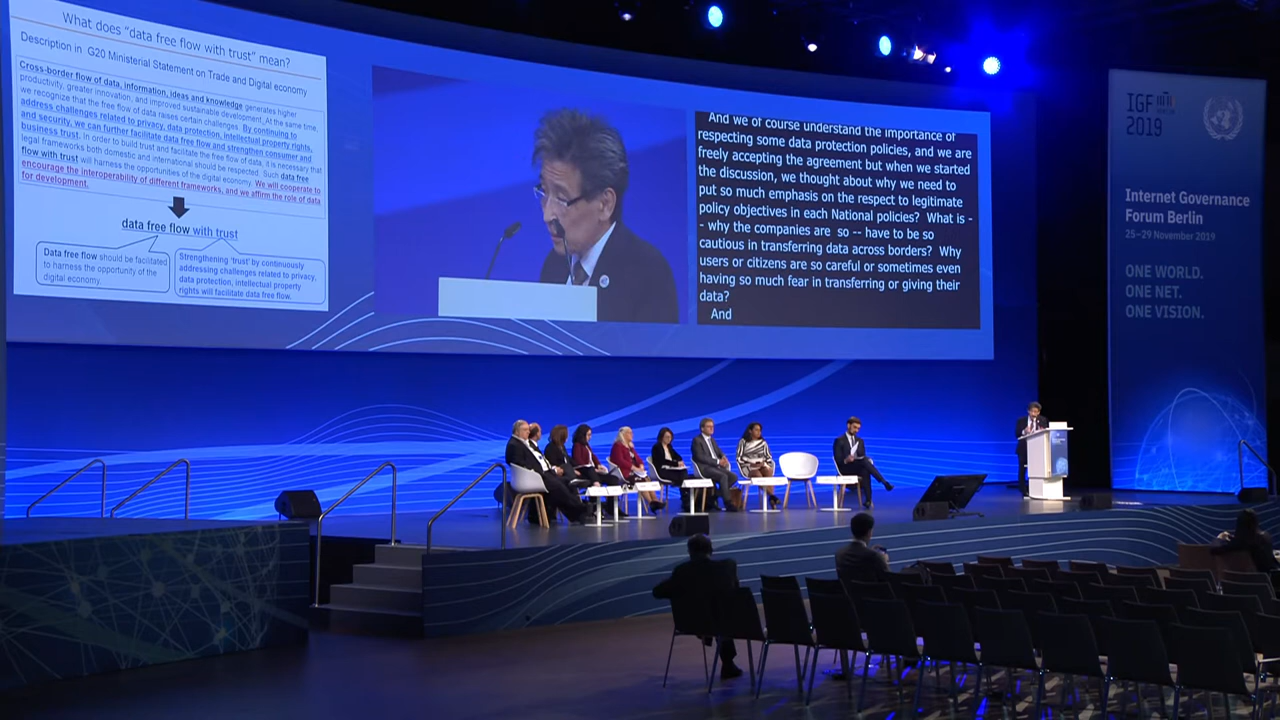 What does "data free flow with trust" mean?
Description in G20 Ministerial Statement on Trade and Digital economy
Cross-border flow of data, information, ideas and knowledge generates higher
productivity, greater innovation, and improved sustainable development. At the same time,
we recognize that the free flow of data raises certain challenges. By continuing to
address challenges related to privacy, data protection, intellectual property rights,
and security, we can further facilitate data free flow and strengthen consumer and
business trust. In order to build trust and facilitate the free flow of data, it is necessary that
legal frameworks both domestic and international should be respected. Such data free
flow with trust will harness the opportunities of the digital economy. We will cooperate to
encourage the interoperability of different frameworks, and we affirm the role of data
for development.
data free flow with trust
Data free flow should be facilitated
to harness the opportunity of the
digital economy.
Strengthening 'trust' by continuously
addressing challenges related to privacy,
data protection, intellectual property
rights will facilitate data free flow.
And we of course understand the importance of
respecting some data protection policies, and we are
freely accepting the agreement but when we started
the discussion, we thought about why we need to
put so much emphasis on the respect to legitimate
policy objectives in each National policies? What is -
- why the companies are so -- have to be so
cautious in transferring data across borders? Why
users or citizens are so careful or sometimes even
having so much fear in transferring or giving their
data?
And
IGF
2019
Internet Governance
Forum Berlin
25–29 November 2019
ONE WORLD.
ONE NET.
ONE VISION.